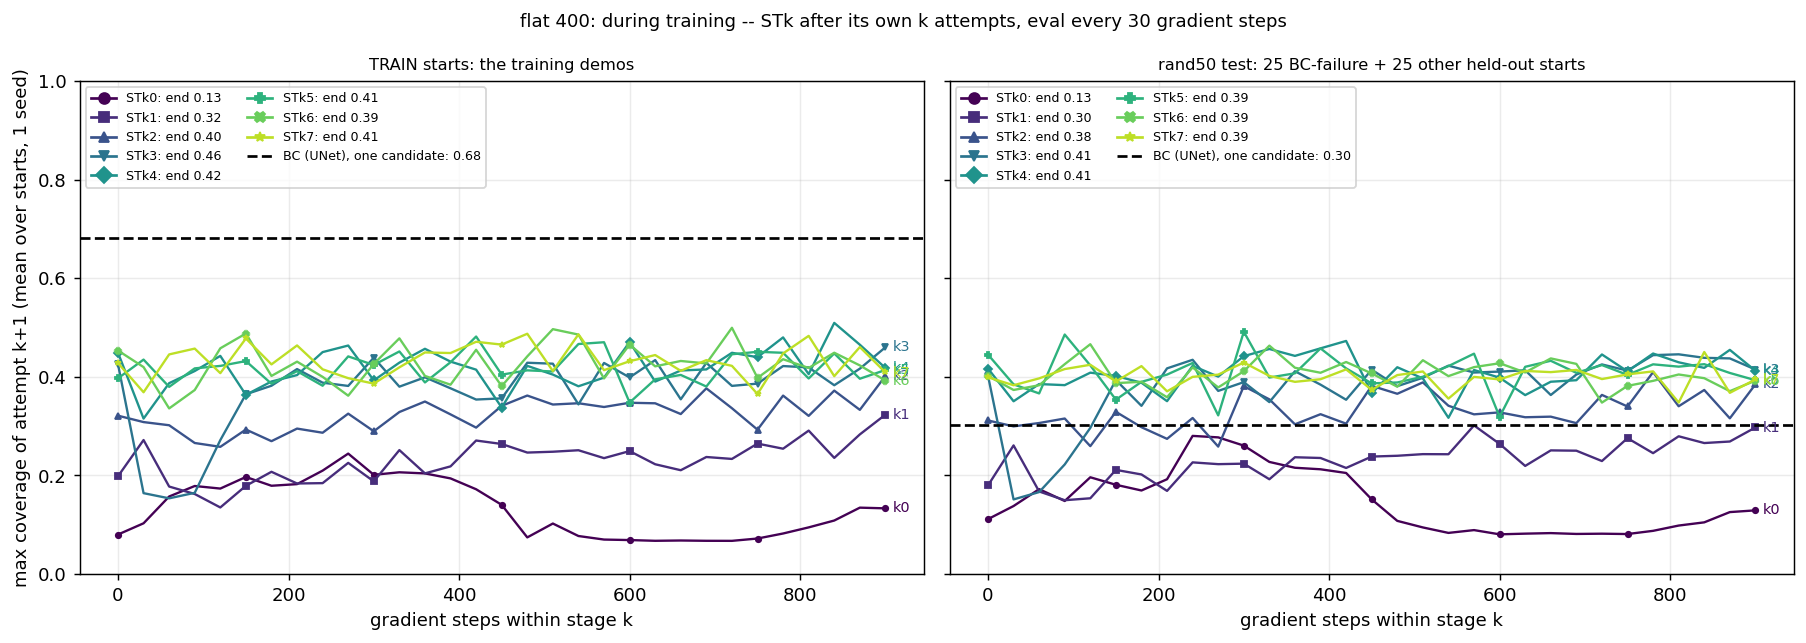 flat 400: during training -- STk after its own k attempts, eval every 30 gradient steps
TRAIN starts: the training demos
max coverage of attempt k+1 (mean over starts, 1 seed)
1.0
0.8
0.6
0.4
0.2
0.0
STk0: end 0.13
STk1: end 0.32
STk2: end 0.40
STk3: end 0.46
STk4: end 0.42
STk5: end 0.41
STk6: end 0.39
STk7: end 0.41
BC (UNet), one candidate: 0.68
k3
k1
k0
0
200
400
600
800
gradient steps within stage k
rand50 test: 25 BC-failure + 25 other held-out starts
STk0: end 0.13
STk1: end 0.30
STk2: end 0.38
STk3: end 0.41
STk4: end 0.41
STk5: end 0.39
STk6: end 0.39
STk7: end 0.39
BC (UNet), one candidate: 0.30
k2
k1
k0
0
200
400
600
800
gradient steps within stage k